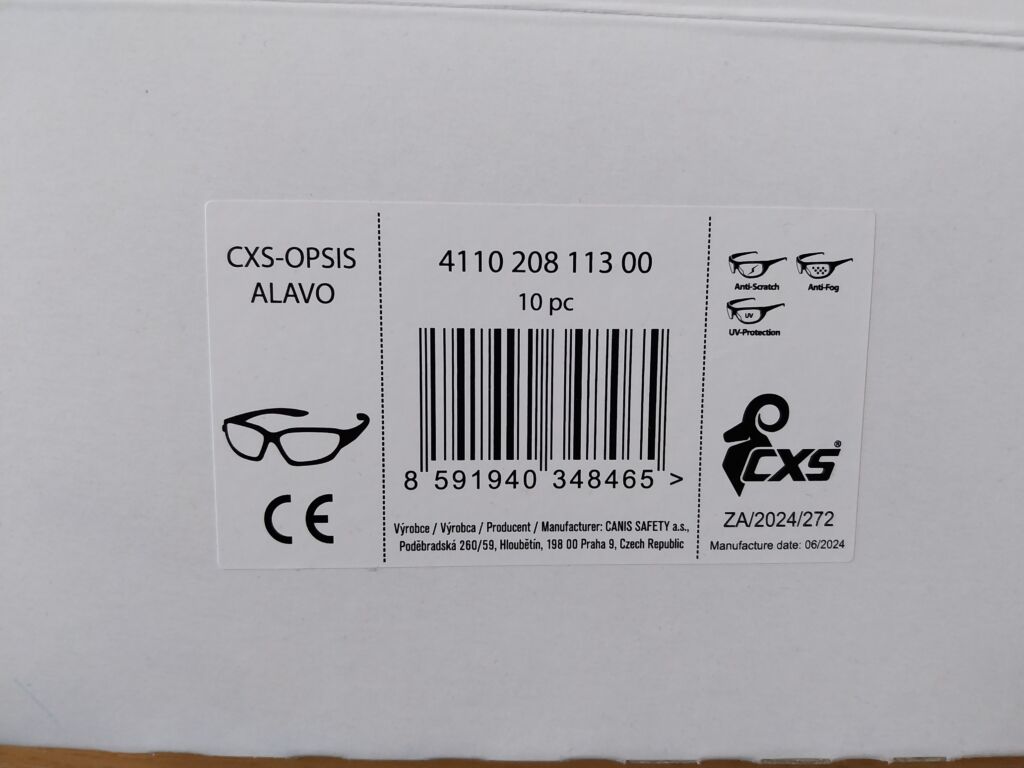 CXS-OPSIS
ALAVO
CE
4110 208 113 00
10 pc
8 591940 348465 >
Výrobce / Výrobca / Producent / Manufacturer: CANIS SAFETY a.s.,
Poděbradská 260/59, Hloubětín, 198 00 Praha 9, Czech Republic
Anti-Scratch
Anti-Fog
UV
UV-Protection
CXS®
ZA/2024/272
Manufacture date: 06/2024